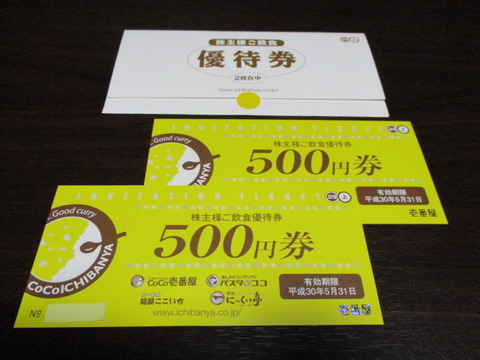 株主様ご飲食
優待券
2枚在中
www.ichibanya.co.jp/
INVITATION TICKET
Good curry
株主様ご飲食優待券
500円券
ICHIBANYA
有効期限
平成30年5月31日
壱番屋
INVITATION TICKET
29 上
Good curry
株主様ご飲食優待券
500円券
CoCoICHIBANYA
CoCo壱番屋
パスタ・デ・ココ
麺屋ここいち
にっくい亭
www.ichibanya.co.jp/
有効期限
平成30年5月31日
壱番屋
No